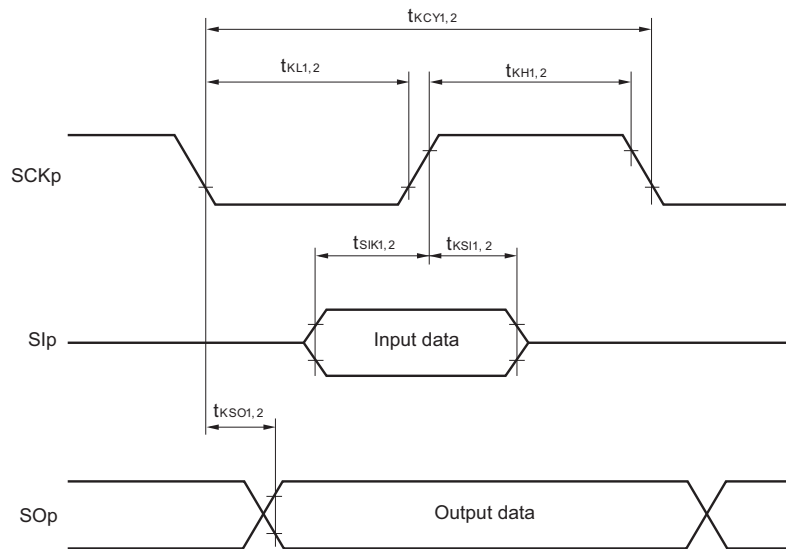 tKCY1, 2
tKL1, 2
tKH1, 2
SCKp
tSIK1, 2
tKSI1, 2
SIp
Input data
tKSO1, 2
SOp
Output data